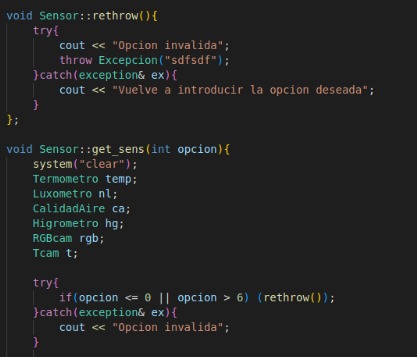 void Sensor::rethrow(){
    try{
        cout << "Opcion invalida";
        throw Excepcion("sdfsdf");
    }catch(exception& ex){
        cout << "Vuelve a introducir la opcion deseada";
    }
};

void Sensor::get_sens(int opcion){
    system("clear");
    Termometro temp;
    Luxometro nl;
    CalidadAire ca;
    Higrometro hg;
    RGBcam rgb;
    Tcam t;

    try{
        if(opcion <= 0 || opcion > 6) (rethrow());
    }catch(exception& ex){
        cout << "Opcion invalida";
    }